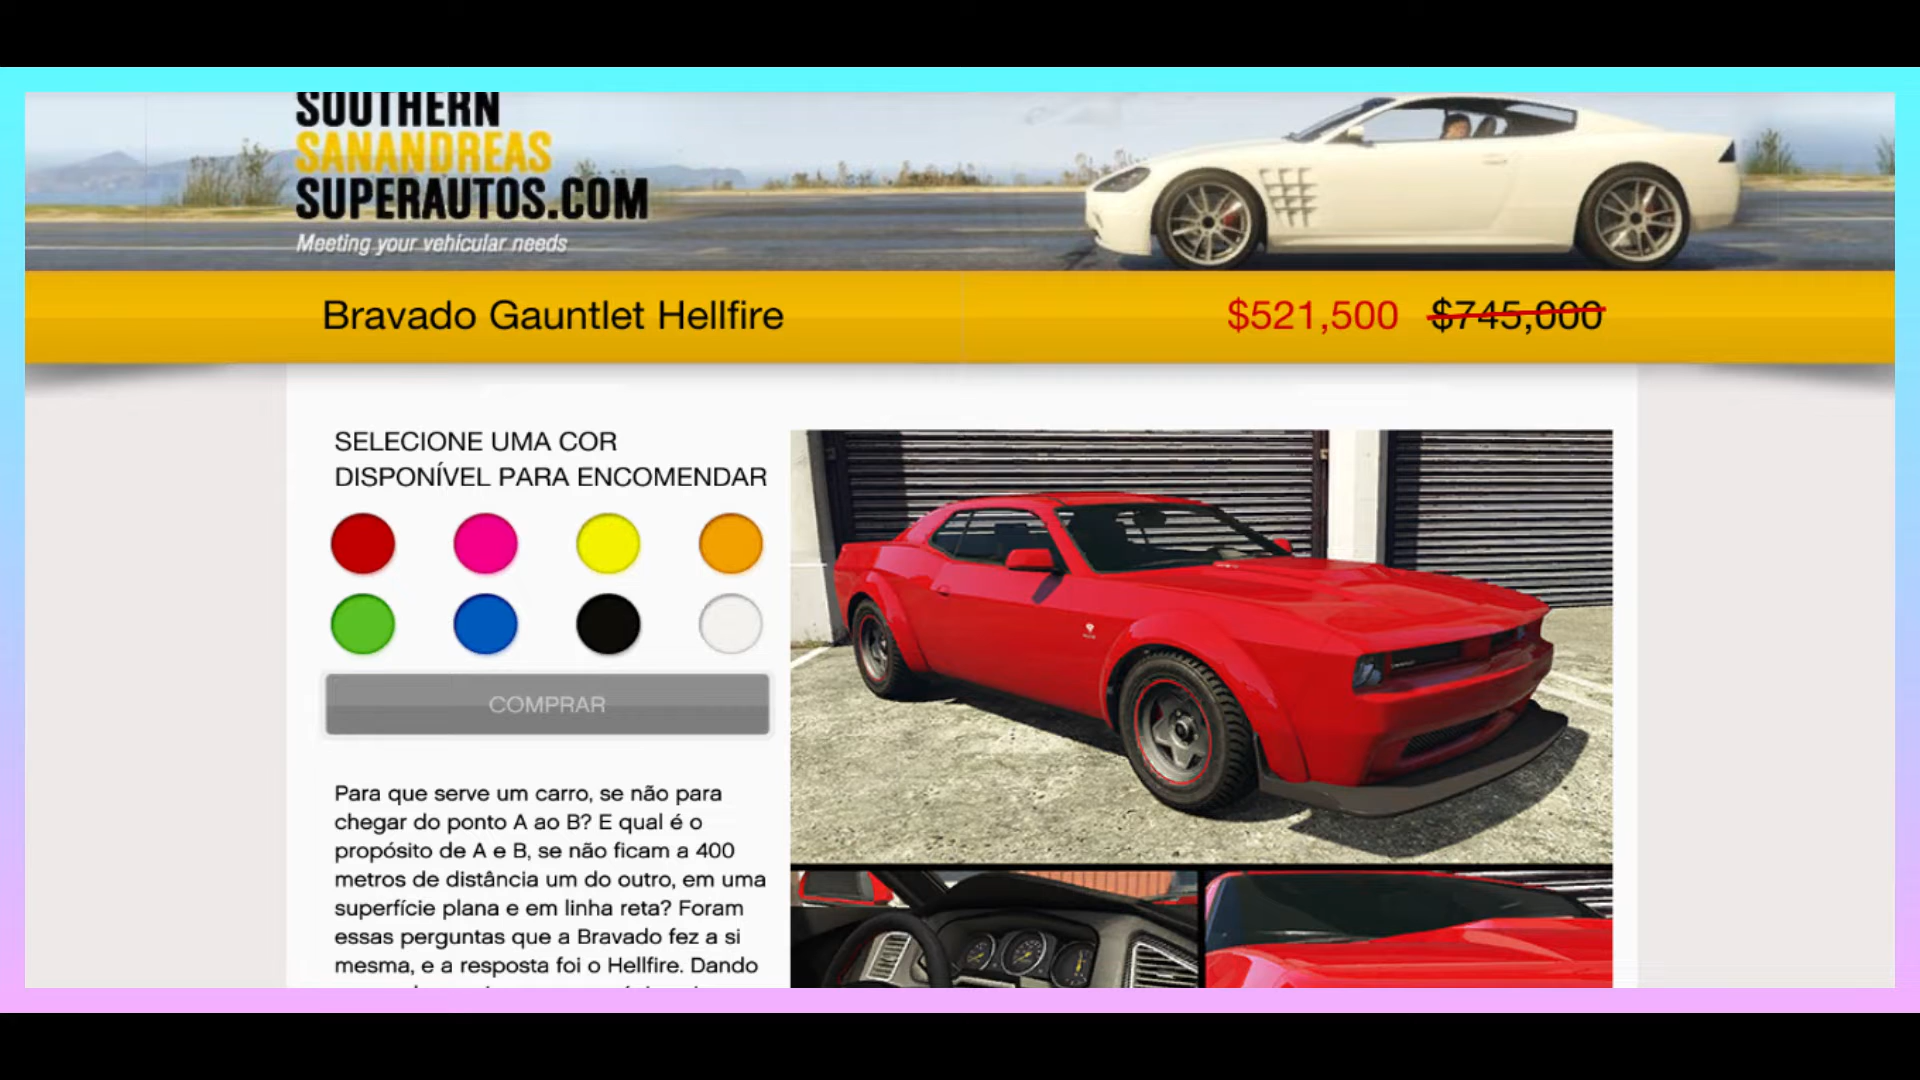 SOUTHERN
SANANDREAS
SUPERAUTOS.COM
Meeting your vehicular needs
Bravado Gauntlet Hellfire
$521,500 $745,000
SELECIONE UMA COR
DISPONÍVEL PARA ENCOMENDAR
COMPRAR
Para que serve um carro, se não para
chegar do ponto A ao B? E qual é o
propósito de A e B, se não ficam a 400
metros de distância um do outro, em uma
superfície plana e em linha reta? Foram
essas perguntas que a Bravado fez a si
mesma, e a resposta foi o Hellfire. Dando